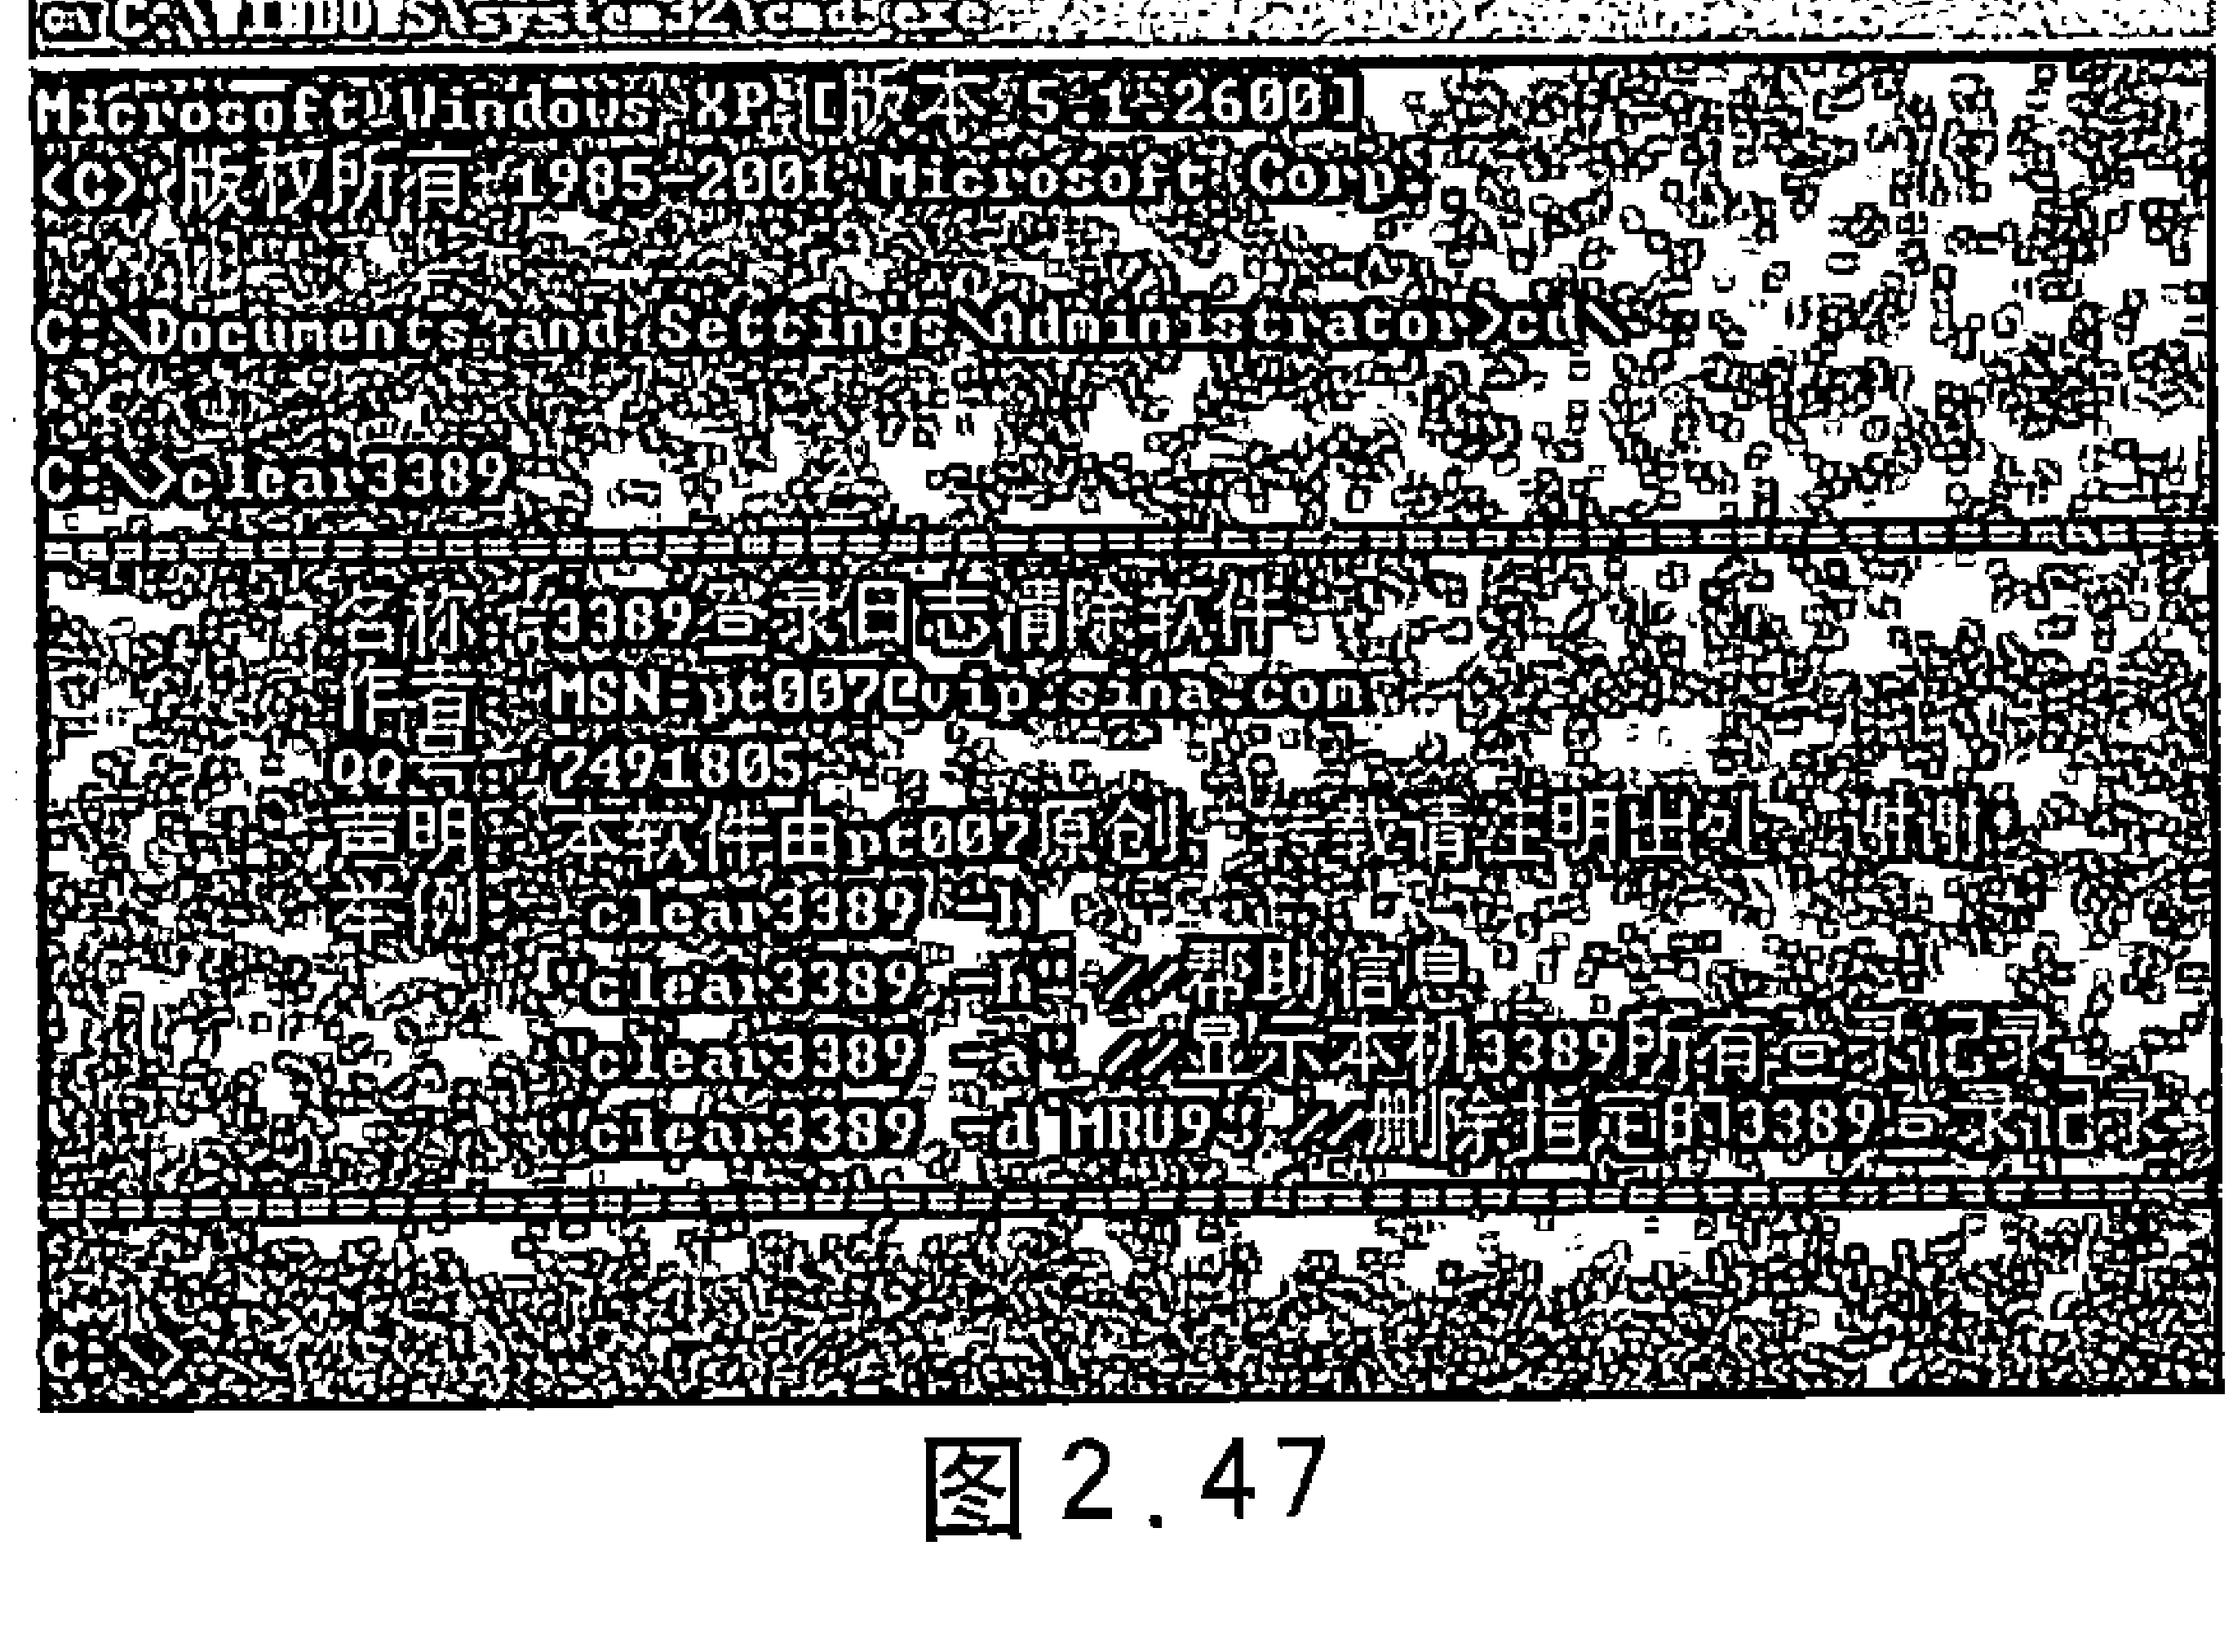 C:\WINDOWS\system32\cmd.exe
Microsoft Windows XP [版本 5.1.2600]
<C> 版权所有 1985-2001 Microsoft Corp.
C:\Documents and Settings\Administrator>cd\
C:\>clear3389
名称 3389登录日志清除软件
作者 MSN:pt007@vip.sina.com
QQ号 7491805
声明 本软件由pt007原创 转载请注明出处 谢谢
举例 clear3389 -h
"clear3389 -h" //帮助信息
"clear3389 -a" //显示本机3389所有登录记录
"clear3389 -d MRU9" //删除指定的3389登录记录
C:\>
图2.47